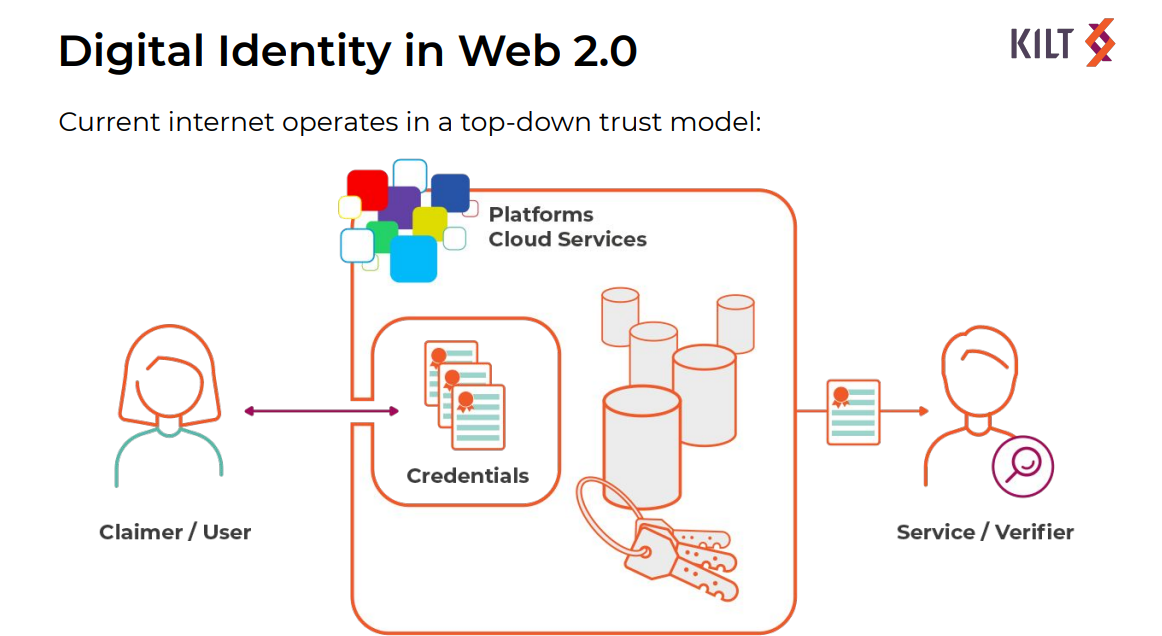 Digital Identity in Web 2.0
KILT
Current internet operates in a top-down trust model:
Platforms
Cloud Services
Credentials
Claimer / User
Service / Verifier